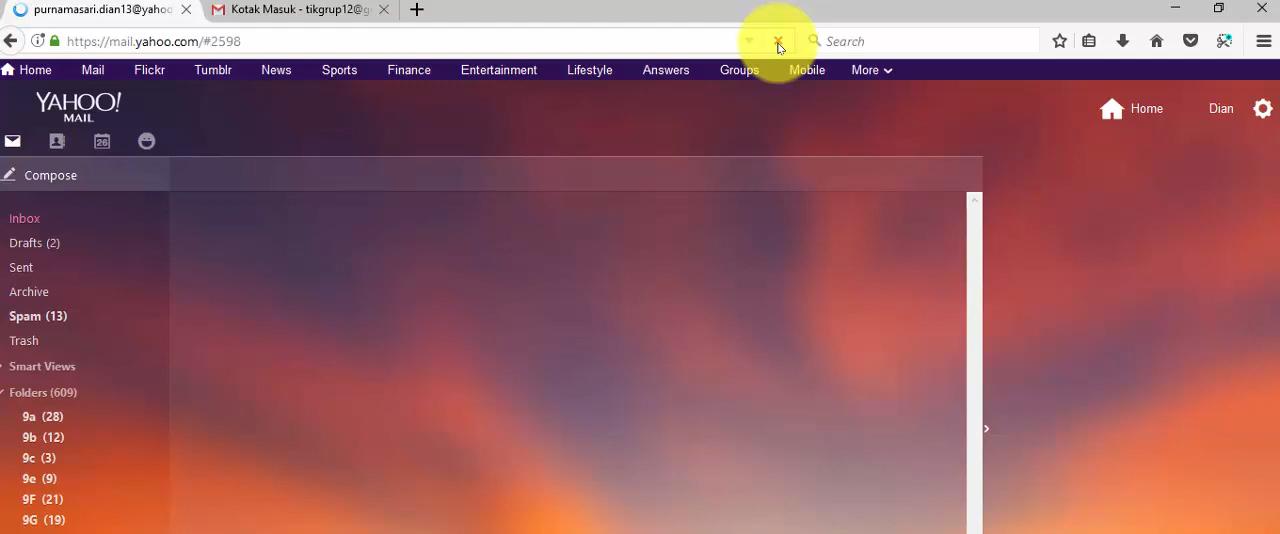 purnamasari.dian13@yahoo
Kotak Masuk - tikgrup12@g
https://mail.yahoo.com/#2598
Search
Home Mail Flickr Tumblr News Sports Finance Entertainment Lifestyle Answers Groups Mobile More
YAHOO!
MAIL
Home Dian
26
Compose
Inbox
Drafts (2)
Sent
Archive
Spam (13)
Trash
Smart Views
Folders (609)
9a (28)
9b (12)
9c (3)
9e (9)
9F (21)
9G (19)